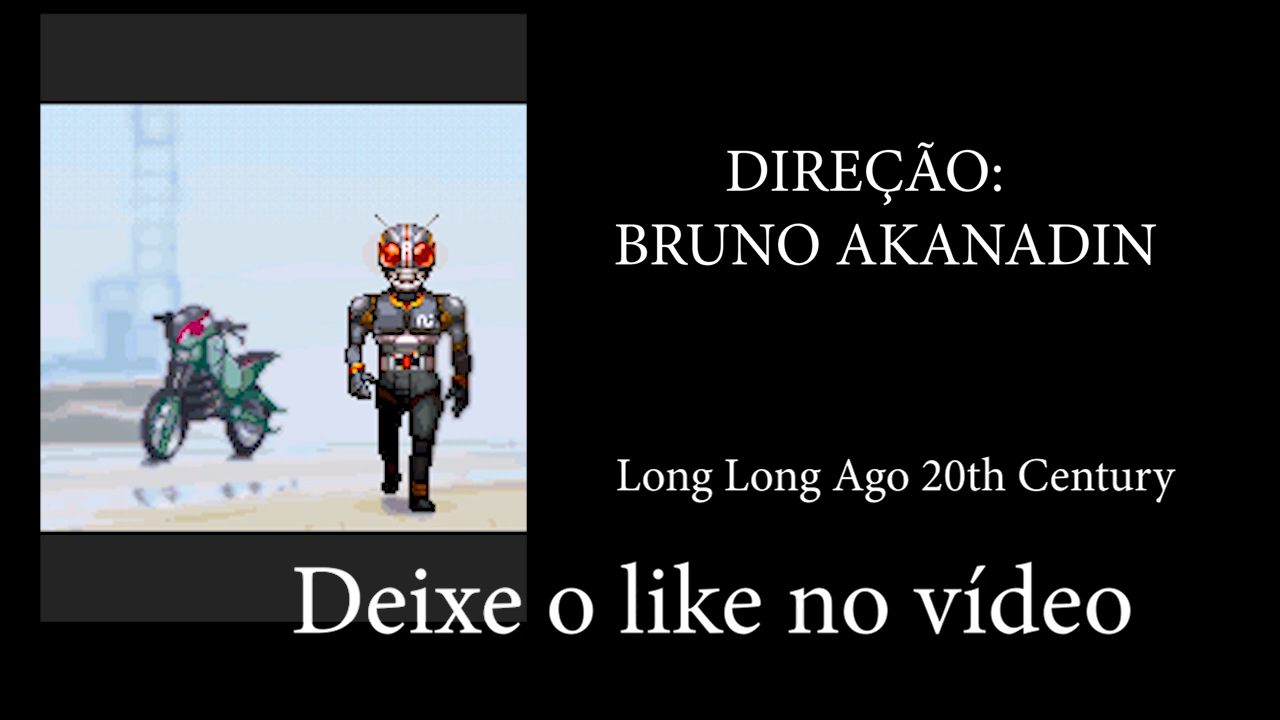 DIREÇÃO:
BRUNO AKANADIN
Long Long Ago 20th Century
Deixe o like no vídeo